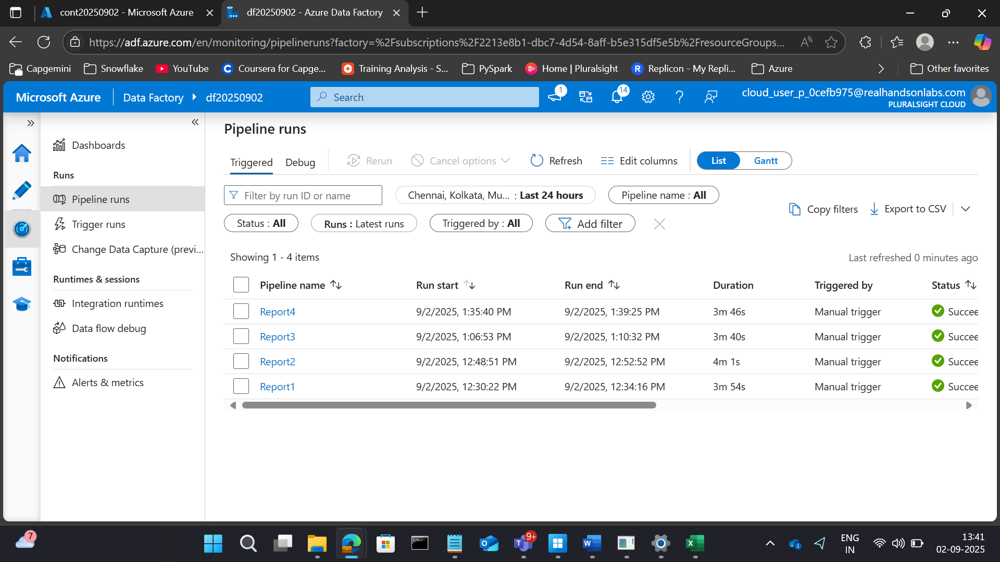 cont20250902 - Microsoft Azure
df20250902 - Azure Data Factory
https://adf.azure.com/en/monitoring/pipelineruns?factory=%2Fsubscriptions%2F2213e8b1-dbc7-4d54-8aff-b5e315df5e5b%2FresourceGroups...
Capgemini
Snowflake
YouTube
Coursera for Capge...
Training Analysis - S...
PySpark
Home | Pluralsight
Replicon - My Repli...
Azure
Other favorites
Microsoft Azure
Data Factory
df20250902
Search
1
14
cloud_user_p_0cefb975@realhandsonlabs.com
PLURALSIGHT CLOUD
Dashboards
Runs
Pipeline runs
Trigger runs
Change Data Capture (previ...
Runtimes & sessions
Integration runtimes
Data flow debug
Notifications
Alerts & metrics
Pipeline runs
Triggered
Debug
Rerun
Cancel options
Refresh
Edit columns
List
Gantt
Filter by run ID or name
Chennai, Kolkata, Mu... : Last 24 hours
Pipeline name : All
Status : All
Runs : Latest runs
Triggered by : All
Add filter
Copy filters
Export to CSV
Showing 1 - 4 items
Last refreshed 0 minutes ago
Pipeline name Run start Run end Duration Triggered by Status
Report4 9/2/2025, 1:35:40 PM 9/2/2025, 1:39:25 PM 3m 46s Manual trigger Succee
Report3 9/2/2025, 1:06:53 PM 9/2/2025, 1:10:32 PM 3m 40s Manual trigger Succee
Report2 9/2/2025, 12:48:51 PM 9/2/2025, 12:52:52 PM 4m 1s Manual trigger Succee
Report1 9/2/2025, 12:30:22 PM 9/2/2025, 12:34:16 PM 3m 54s Manual trigger Succee
7
9+
ENG
IN
13:41
02-09-2025